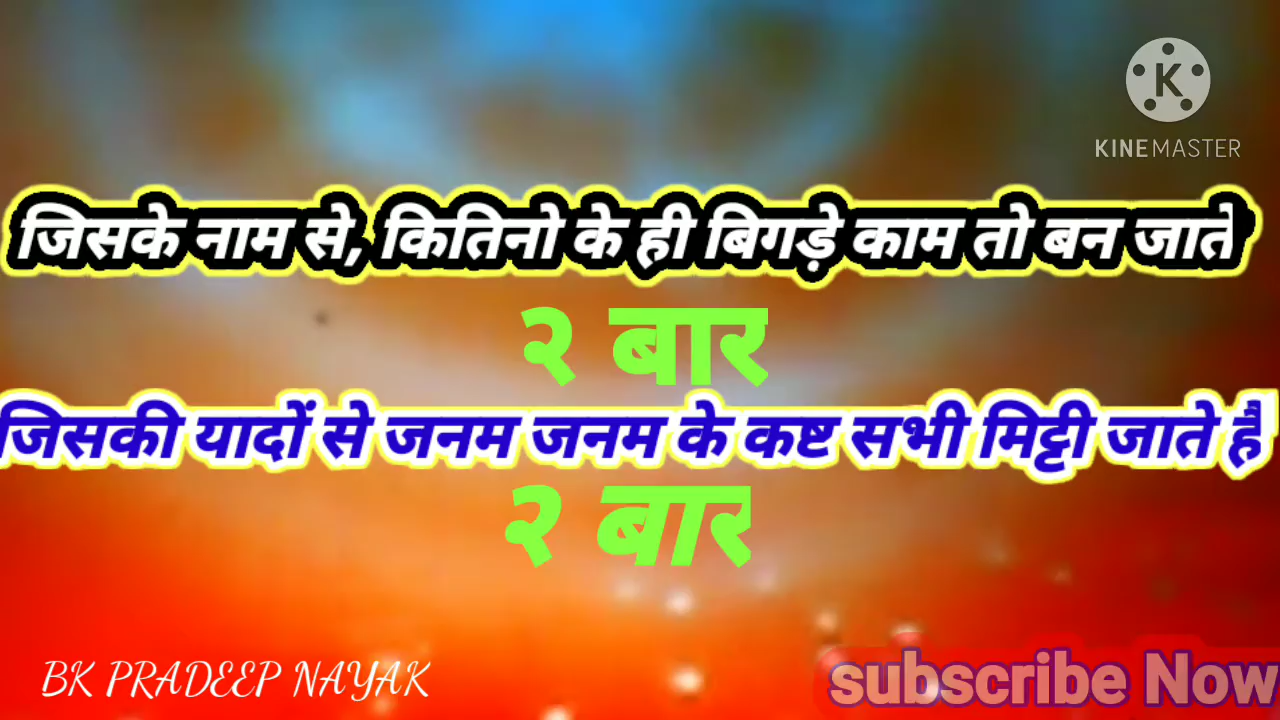 K
KINEMASTER
जिसके नाम से, कितिनो के ही बिगड़े काम तो बन जाते
२ बार
जिसकी यादों से जनम जनम के कष्ट सभी मिट्टी जाते है
२ बार
BK PRADEEP NAYAK
subscribe Now